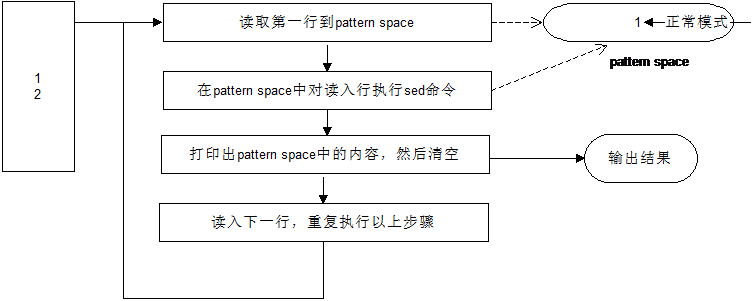 读取第一行到pattern space
1
正常模式
pattern space
1
2
在pattern space中对读入行执行sed命令
打印出pattern space中的内容，然后清空
输出结果
读入下一行，重复执行以上步骤